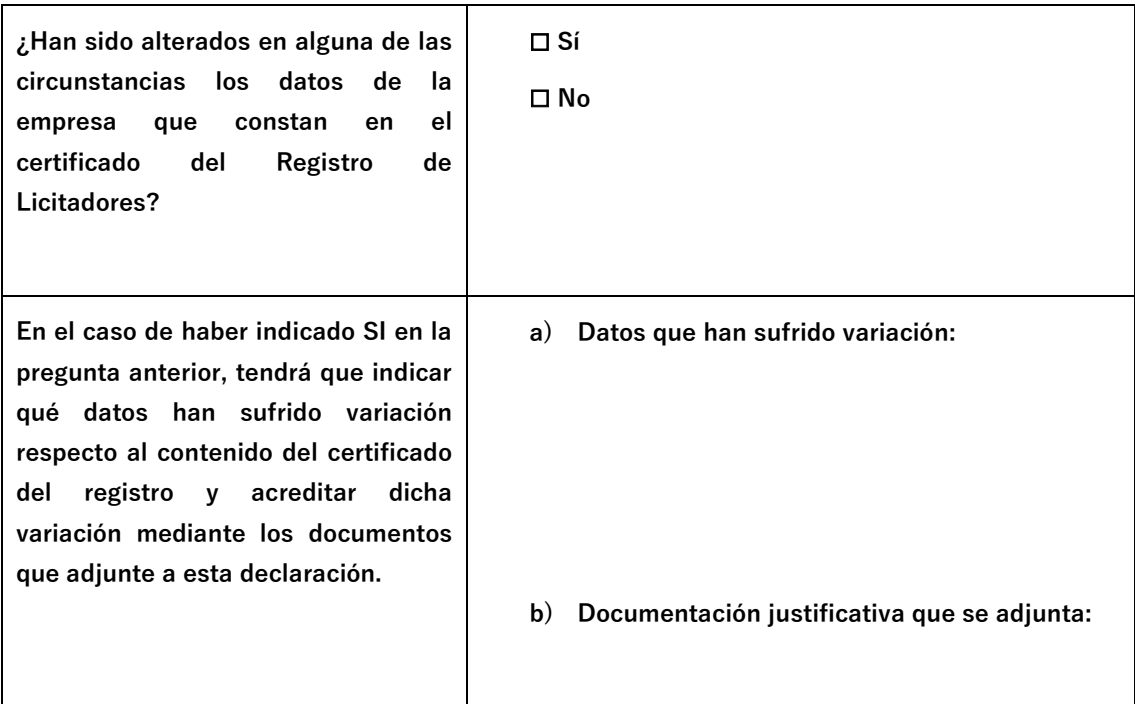 ¿Han sido alterados en alguna de las
circunstancias los datos de la
empresa que constan en el
certificado del Registro de
Licitadores?
☐ Sí
☐ No
En el caso de haber indicado SI en la
pregunta anterior, tendrá que indicar
qué datos han sufrido variación
respecto al contenido del certificado
del registro y acreditar dicha
variación mediante los documentos
que adjunte a esta declaración.
a) Datos que han sufrido variación:
b) Documentación justificativa que se adjunta: